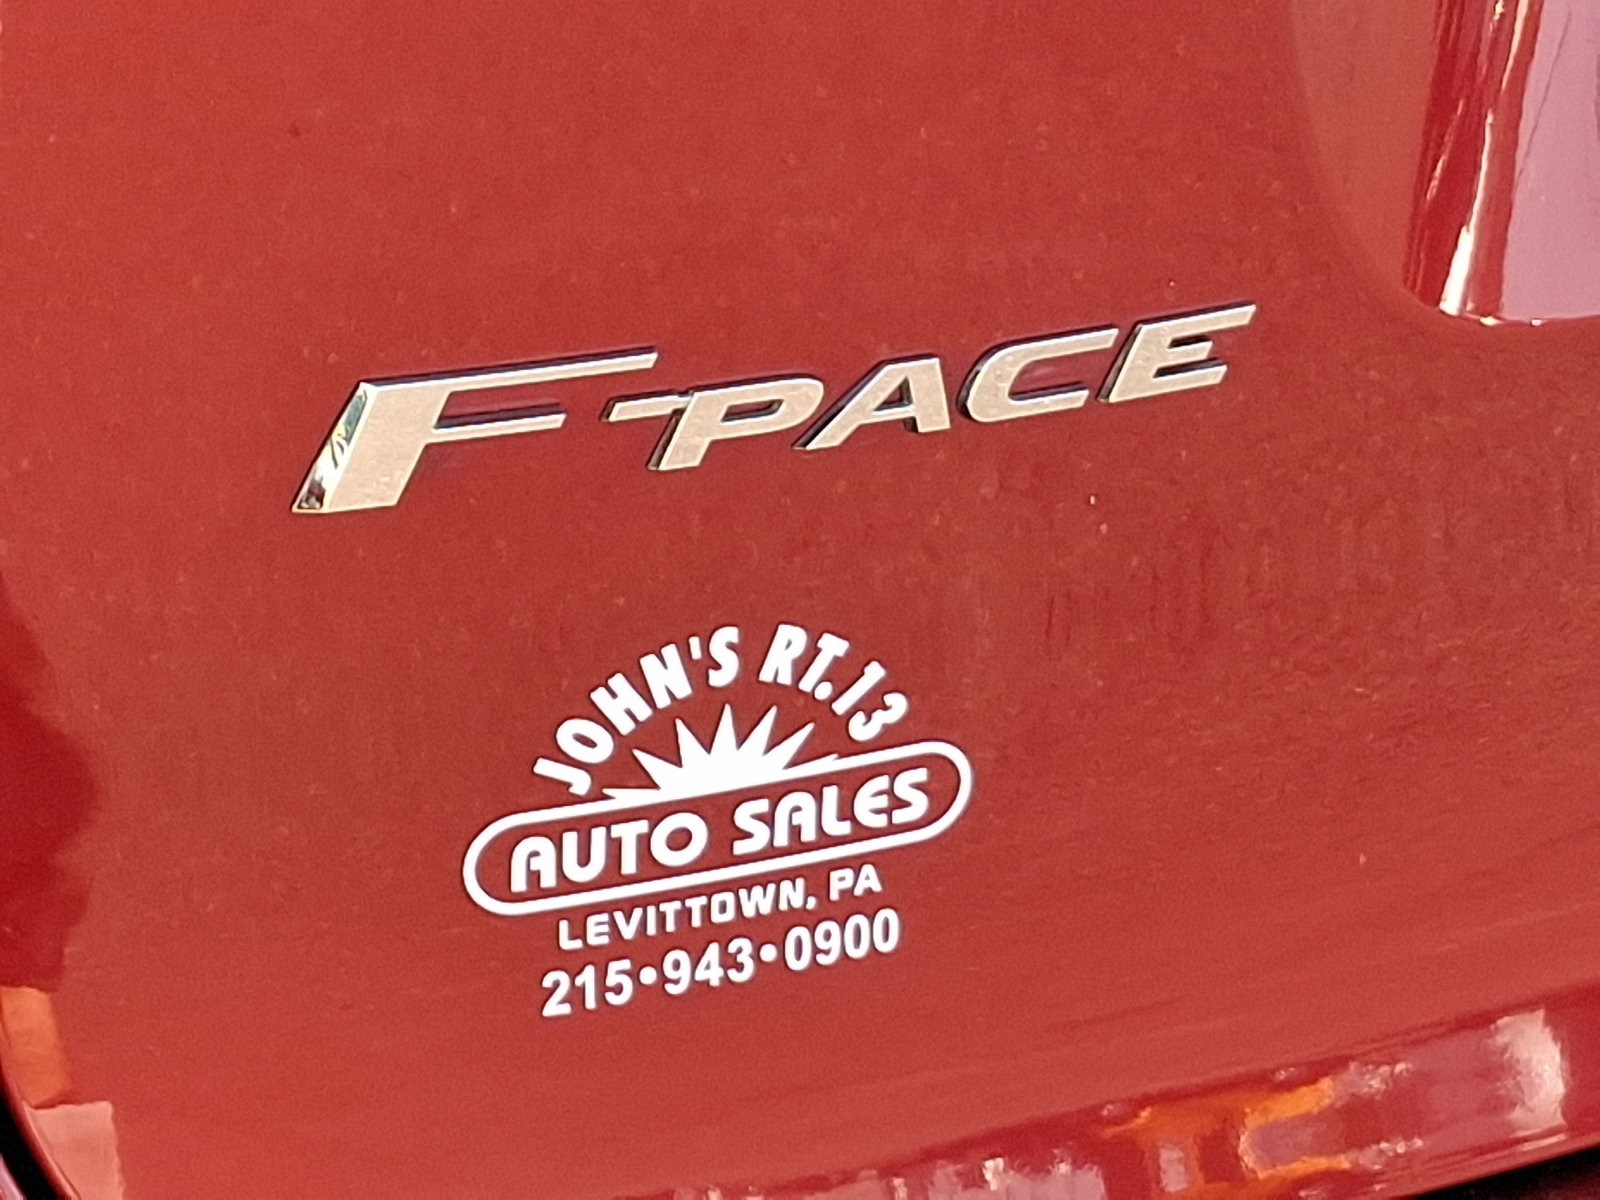 F-PACE
JOHN'S RT.13
AUTO SALES
LEVITTOWN, PA
215•943•0900